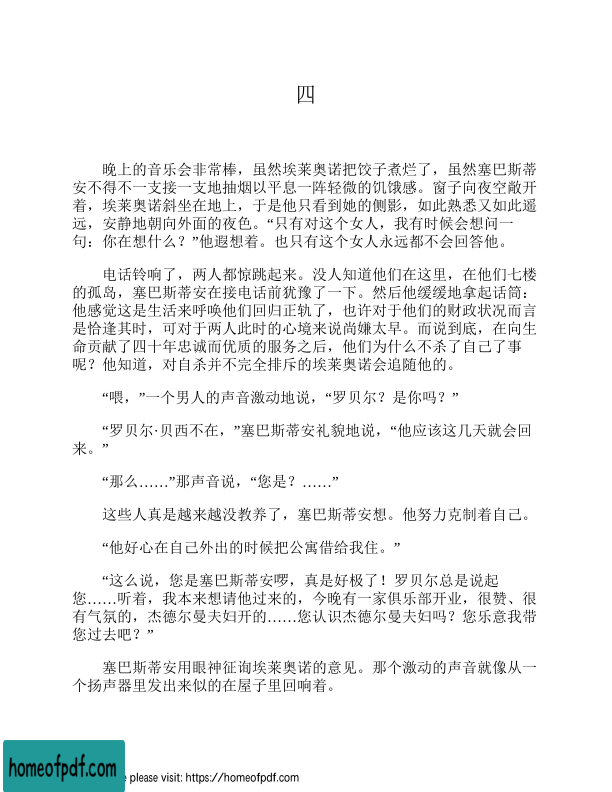 四
晚上的音乐会非常棒，虽然埃莱奥诺把饺子煮烂了，虽然塞巴斯蒂
安不得不一支接一支地抽烟以平息一阵轻微的饥饿感。窗子向夜空敞开
着，埃莱奥诺斜坐在地上，于是他只看到她的侧影，如此熟悉又如此遥
远，安静地朝向外面的夜色。“只有对这个女人，我有时候会想问一
句：你在想什么？”他遐想着。也只有这个女人永远都不会回答他。
电话铃响了，两人都惊跳起来。没人知道他们在这里，在他们七楼
的孤岛，塞巴斯蒂安在接电话前犹豫了一下。然后他缓缓地拿起话筒：
他感觉这是生活来呼唤他们回归正轨了，也许对于他们的财政状况而言
是恰逢其时，可对于两人此时的心境来说尚嫌太早。而说到底，在向生
命贡献了四十年忠诚而优质的服务之后，他们为什么不杀了自己了事
呢？他知道，对自杀并不完全排斥的埃莱奥诺会追随他的。
“喂，”一个男人的声音激动地说，“罗贝尔？是你吗？”
“罗贝尔·贝西不在，”塞巴斯蒂安礼貌地说，“他应该这几天就会回
来。”
“那么……”那声音说，“您是？……”
这些人真是越来越没教养了，塞巴斯蒂安想。他努力克制着自己。
“他好心在自己外出的时候把公寓借给我住。”
“这么说，您是塞巴斯蒂安啰，真是好极了！罗贝尔总是说起
您……听着，我本来想请他过来的，今晚有一家俱乐部开业，很赞、很
有气氛的，杰德尔曼夫妇开的……您认识杰德尔曼夫妇吗？您乐意我带
您过去吧？”
塞巴斯蒂安用眼神征询埃莱奥诺的意见。那个激动的声音就像从一
个扬声器里发出来似的在屋子里回响着。
homeofpdf.com
e please visit: https://homeofpdf.com